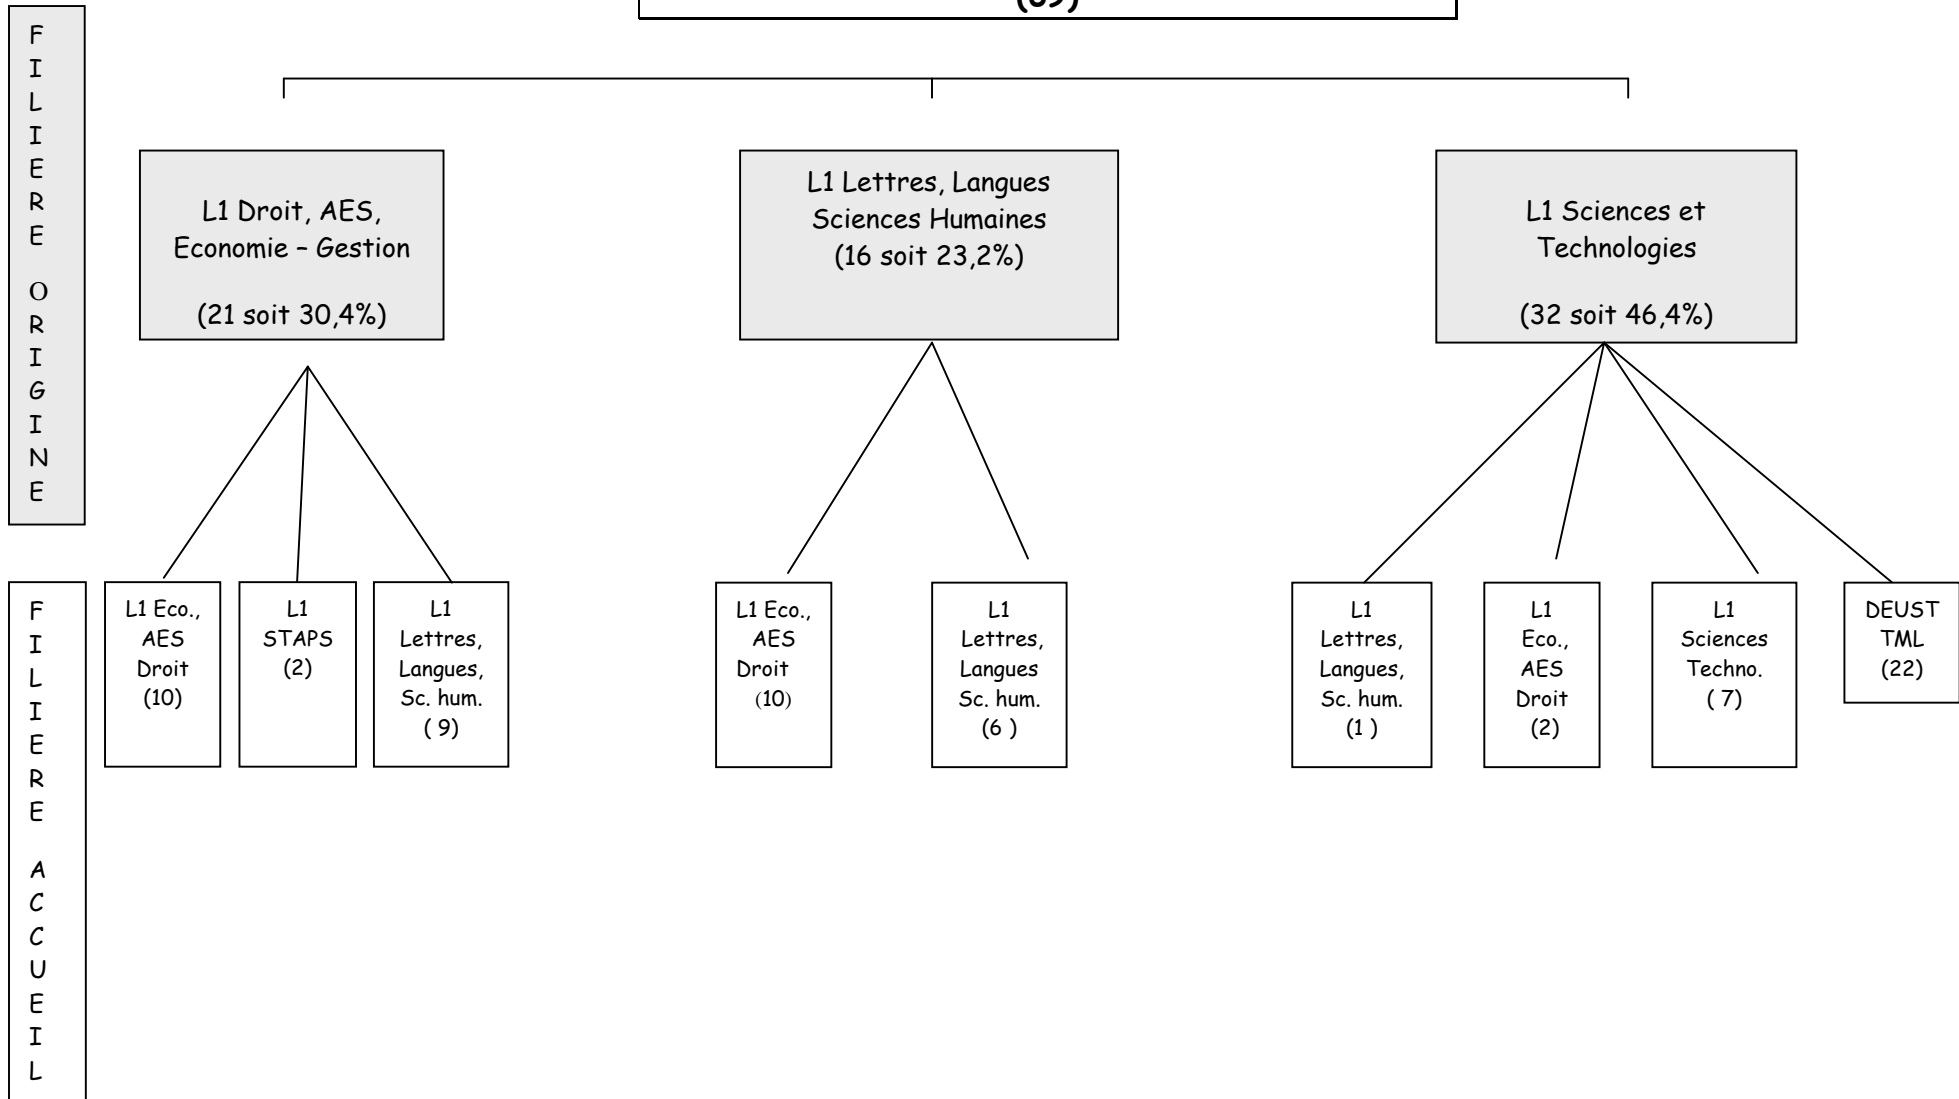 F
I
L
I
E
R
E
O
R
I
G
I
N
E
L1 Droit, AES,
Economie – Gestion
(21 soit 30,4%)
L1 Lettres, Langues
Sciences Humaines
(16 soit 23,2%)
L1 Sciences et
Technologies
(32 soit 46,4%)
F
I
L
I
E
R
E
A
C
C
U
E
I
L
L1 Eco.,
AES
Droit
(10)
L1
STAPS
(2)
L1
Lettres,
Langues,
Sc. hum.
( 9)
L1 Eco.,
AES
Droit
(10)
L1
Lettres,
Langues
Sc. hum.
(6 )
L1
Lettres,
Langues,
Sc. hum.
(1 )
L1
Eco.,
AES
Droit
(2)
L1
Sciences
Techno.
( 7)
DEUST
TML
(22)